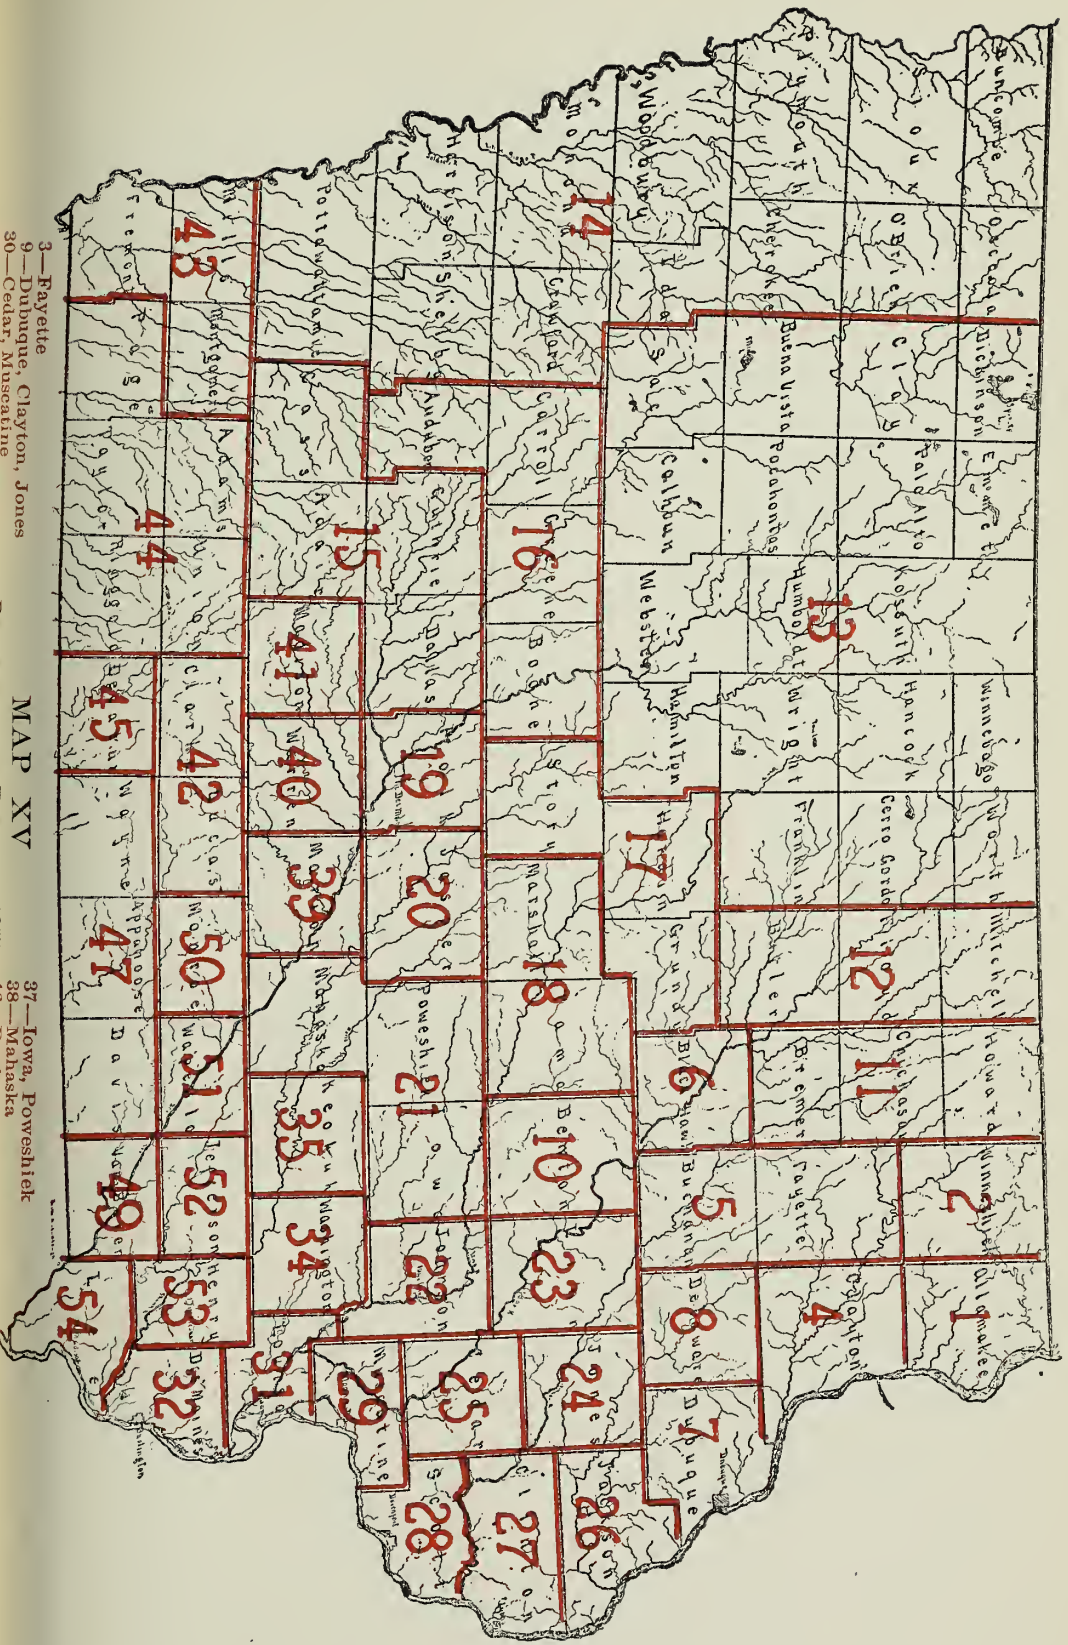 Buncombe
Osceola
Dickinson
Emmet
Winnebago
Worth
Mitchell
Howard
Winneshiek
Allamakee
1
2
Sioux
O'Brien
Clay
Palo Alto
Kossuth
Hancock
Cerro Gordo
12
Chickasaw
11
Plymouth
Cherokee
Buena Vista
Pocahontas
Humboldt
13
Wright
Franklin
Butler
Bremer
Fayette
Clayton
4
Woodbury
Ida
Sac
Calhoun
Webster
Hamilton
Hardin
17
Grundy
Black Hawk
6
Buchanan
5
Delaware
8
Dubuque
7
Dubuque
Monona
14
Crawford
Carroll
Greene
16
Boone
Story
Marshall
18
Tama
Benton
10
23
Jones
24
Jackson
26
Harrison
Shelby
Audubon
Guthrie
Dallas
Polk
19
Jasper
20
Poweshiek
21
Iowa
Johnson
22
Cedar
25
Clinton
27
Scott
28
Pottawattamie
Cass
Adair
15
Madison
41
Warren
40
Marion
39
Mahaska
Keokuk
35
Washington
34
31
Muscatine
29
Mills
43
Montgomery
Adams
Union
Clarke
42
Lucas
Monroe
50
Wapello
51
Jefferson
52
Henry
53
Des Moines
32
Burlington
Fremont
Page
Taylor
44
Ringgold
Decatur
45
Wayne
Appanoose
47
Davis
Van Buren
49
Lee
54
MAP XV
3—Fayette
9—Dubuque, Clayton, Jones
30—Cedar, Muscatine
37—Iowa, Poweshiek
38—Mahaska